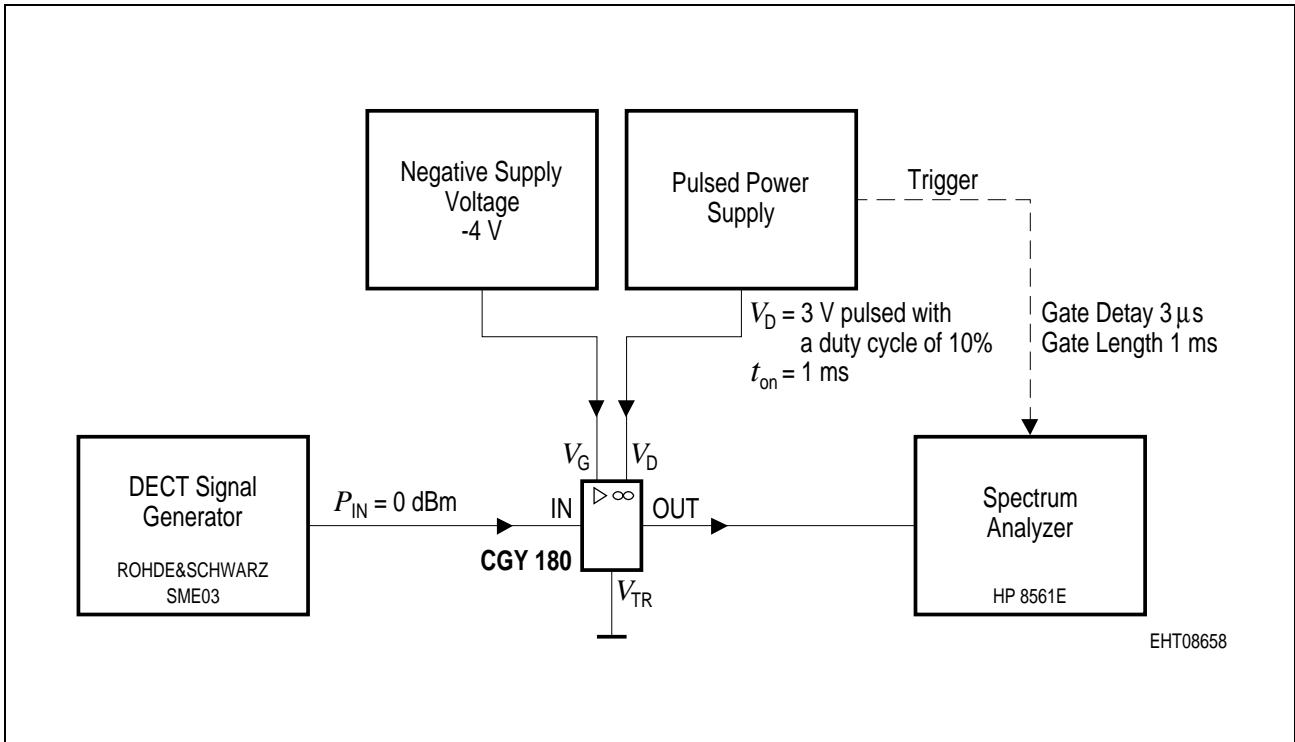 Negative Supply
Voltage
-4 V
Pulsed Power
Supply
Trigger
V_D = 3 V pulsed with
a duty cycle of 10%
t_on = 1 ms
Gate Detay 3 µs
Gate Length 1 ms
DECT Signal
Generator
ROHDE&SCHWARZ
SME03
P_IN = 0 dBm
V_G
V_D
IN
▷ ∞
OUT
CGY 180
V_TR
Spectrum
Analyzer
HP 8561E
EHT08658